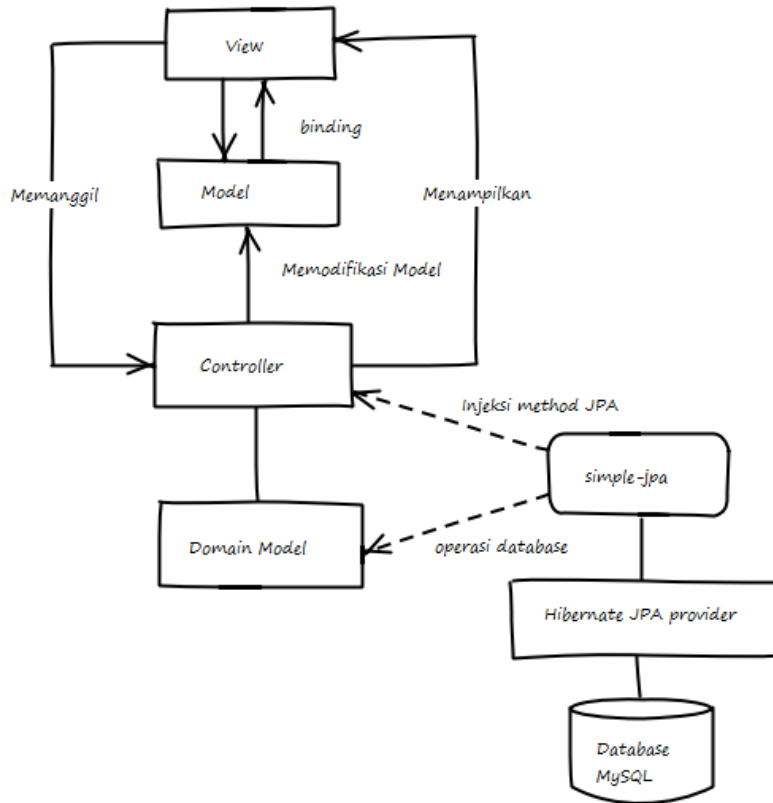 View
binding
Model
Memanggil
Menampilkan
Memodifikasi Model
Controller
Injeksi method JPA
simple-jpa
Domain Model
operasi database
Hibernate JPA provider
Database
MySQL